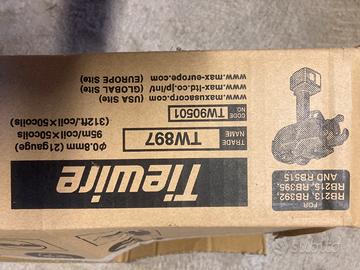 Tiewire
TRADE
NAME
TW897
φ0.8mm (21gauge)
95m/coil×50coils
(312ft./coil×50coils)
CODE
NO.
TW90501
www.maxusacorp.com (USA Site)
www.max-ltd.co.jp/int/ (GLOBAL Site)
www.max-europe.com (EUROPE Site)
FOR
RB213, RB392,
RB215, RB395,
AND RB515
Subito